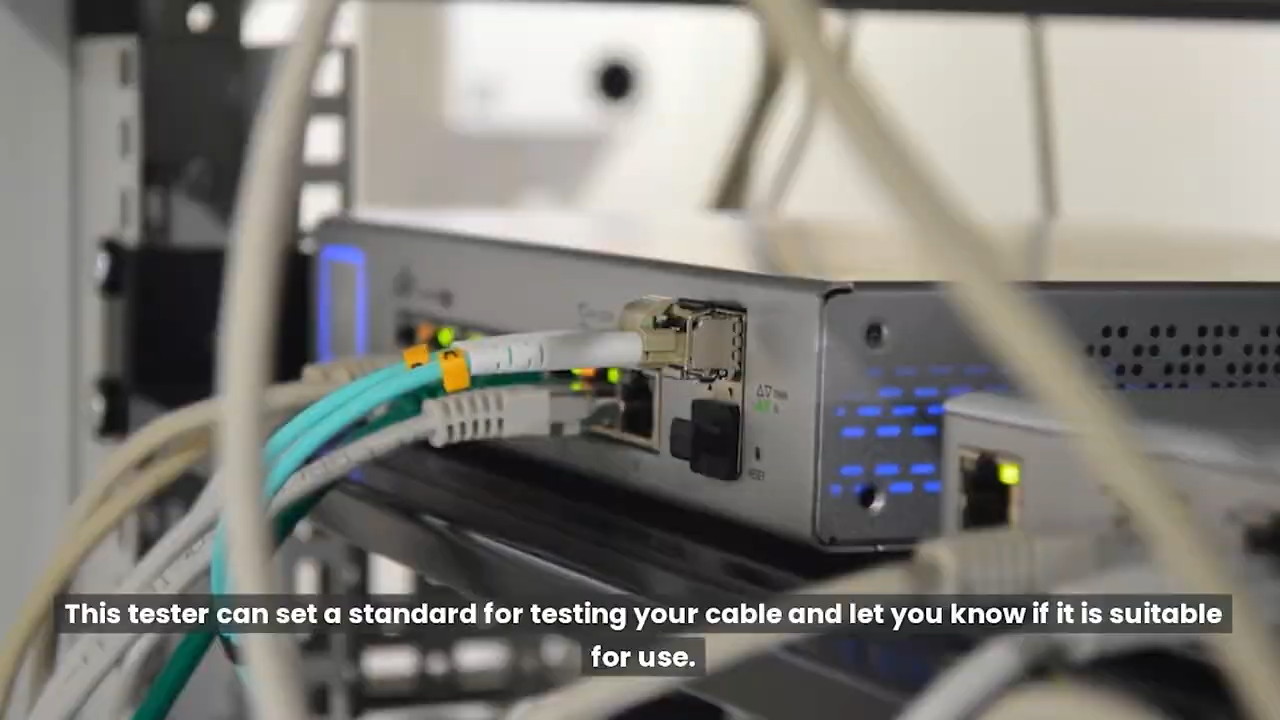 This tester can set a standard for testing your cable and let you know if it is suitable
for use.
RESET